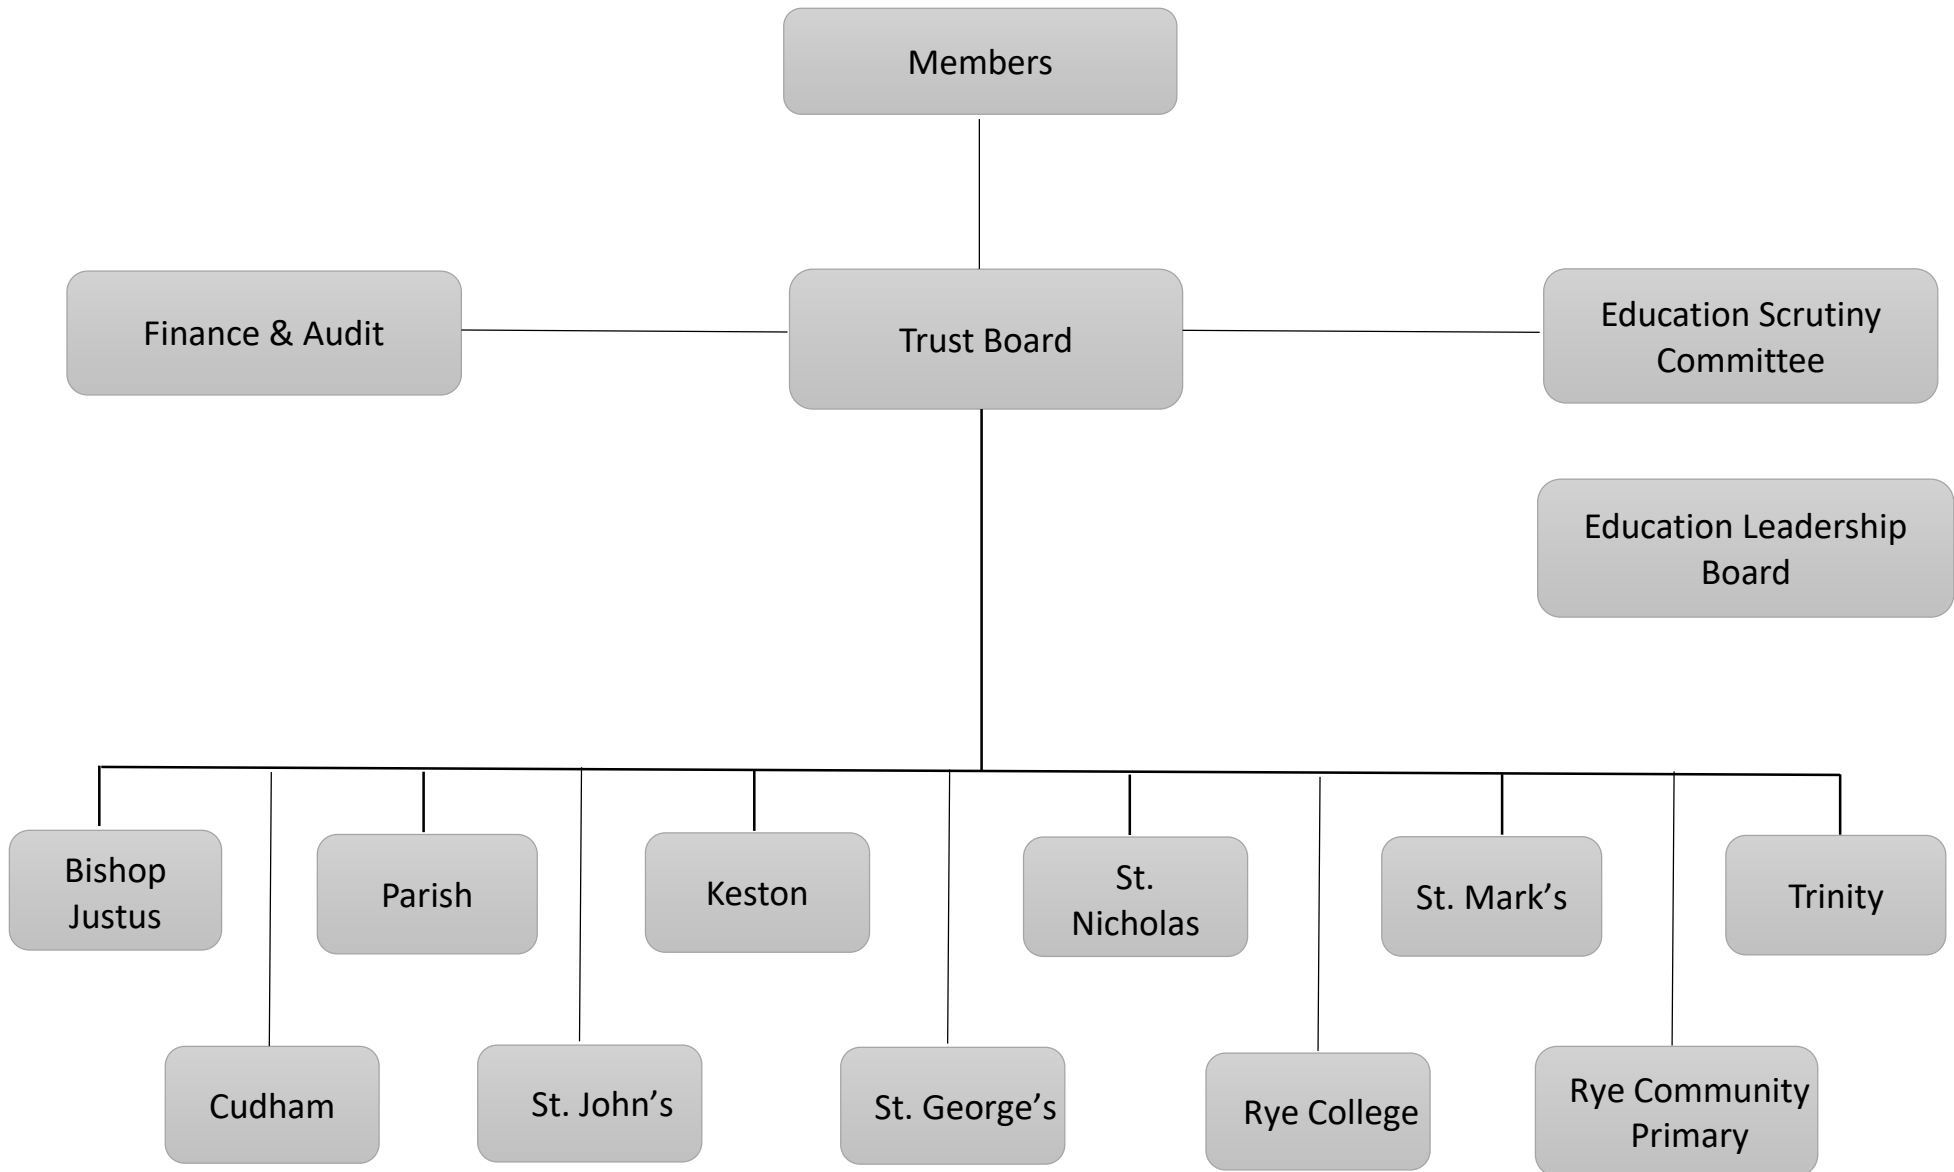 Members
Finance & Audit
Trust Board
Education Scrutiny
Committee
Education Leadership
Board
Bishop
Justus
Parish
Keston
St.
Nicholas
St. Mark’s
Trinity
Cudham
St. John’s
St. George’s
Rye College
Rye Community
Primary